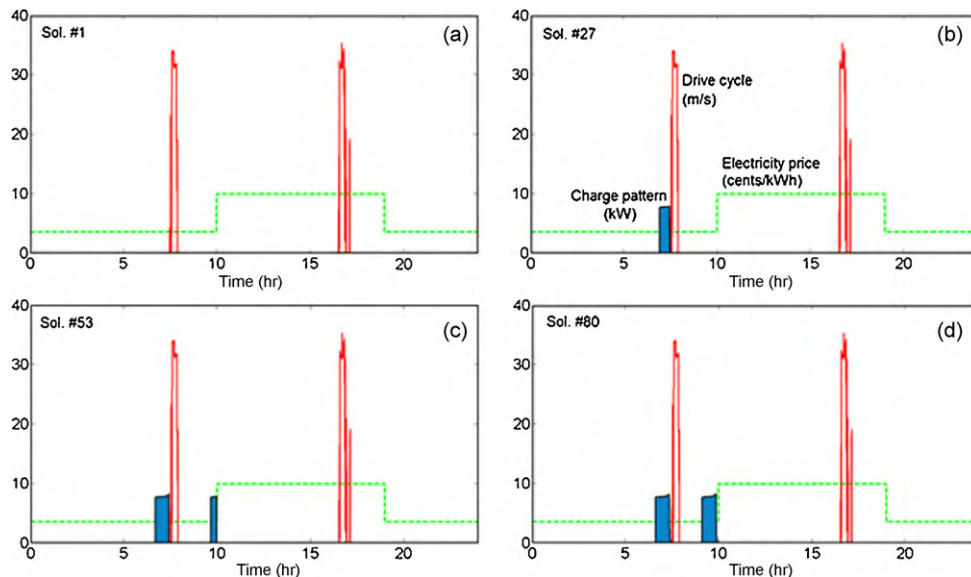 40
Sol. #1
(a)
30
20
10
0
0
5
10
15
20
Time (hr)
40
Sol. #27
(b)
30
Drive cycle
(m/s)
20
Electricity price
(cents/kWh)
10
Charge pattern
(kW)
0
0
5
10
15
20
Time (hr)
40
Sol. #53
(c)
30
20
10
0
0
5
10
15
20
Time (hr)
40
Sol. #80
(d)
30
20
10
0
0
5
10
15
20
Time (hr)